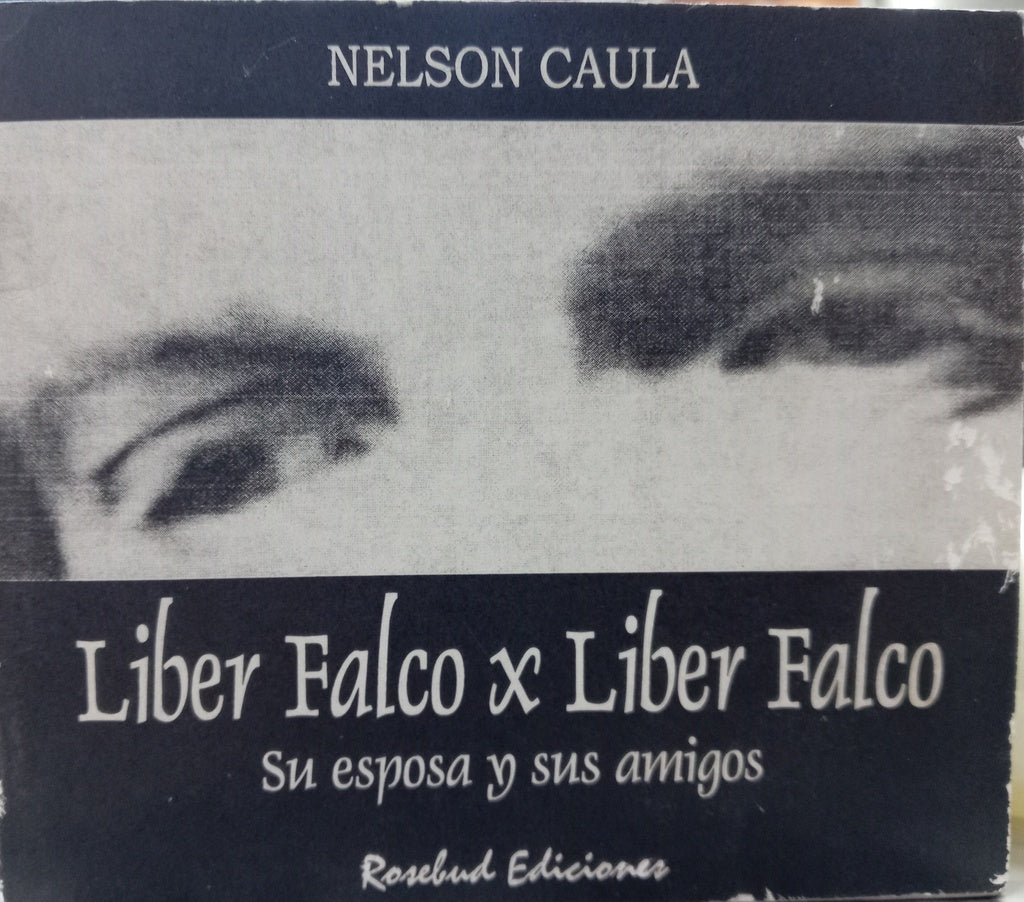 NELSON CAULA
Liber Falco x Liber Falco
Su esposa y sus amigos
Rosebud Ediciones